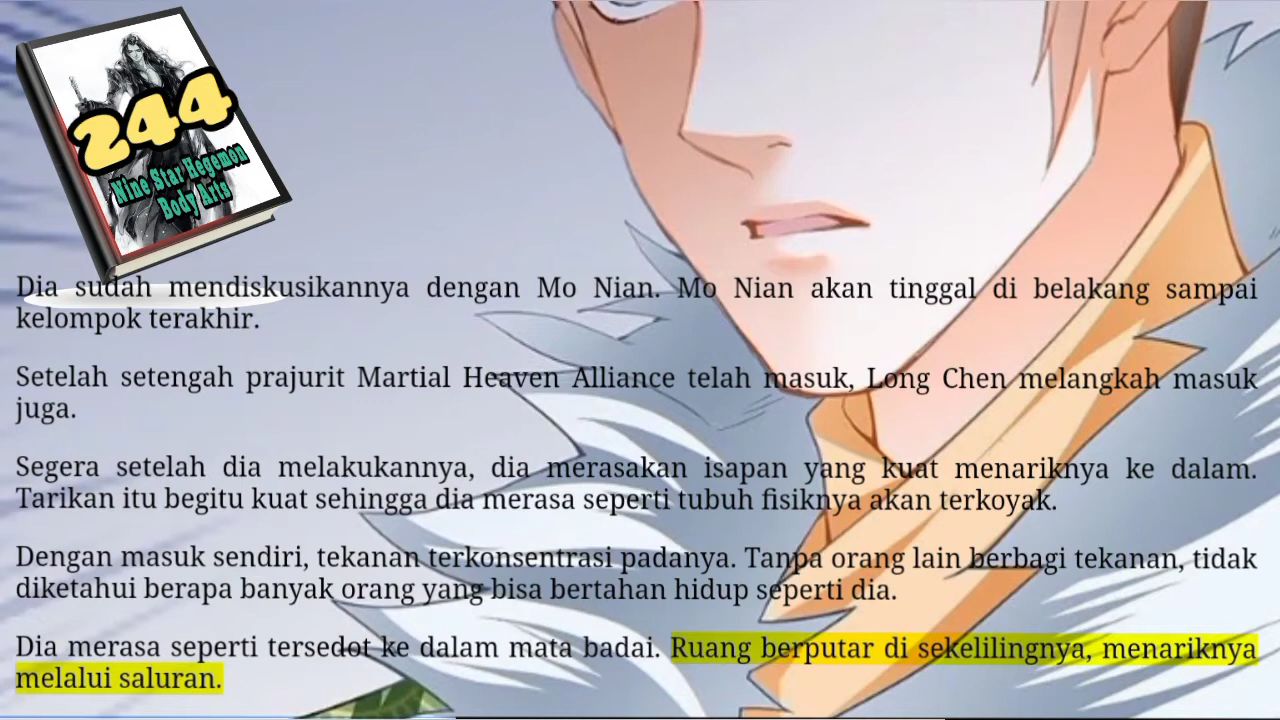 244
Nine Star Hegemon
Body Arts
Dia sudah mendiskusikannya dengan Mo Nian. Mo Nian akan tinggal di belakang sampai
kelompok terakhir.
Setelah setengah prajurit Martial Heaven Alliance telah masuk, Long Chen melangkah masuk
juga.
Segera setelah dia melakukannya, dia merasakan isapan yang kuat menariknya ke dalam.
Tarikan itu begitu kuat sehingga dia merasa seperti tubuh fisiknya akan terkoyak.
Dengan masuk sendiri, tekanan terkonsentrasi padanya. Tanpa orang lain berbagi tekanan, tidak
diketahui berapa banyak orang yang bisa bertahan hidup seperti dia.
Dia merasa seperti tersedot ke dalam mata badai. Ruang berputar di sekelilingnya, menariknya
melalui saluran.